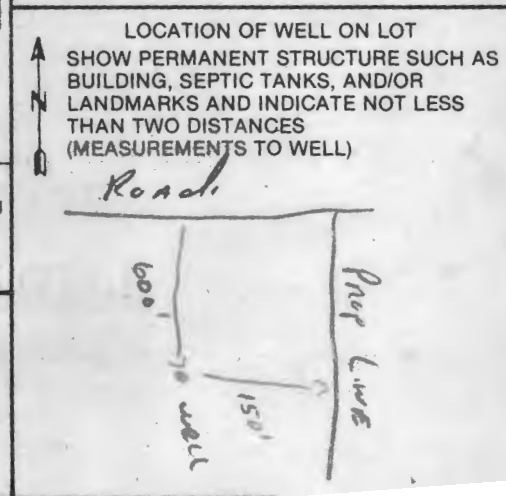 LOCATION OF WELL ON LOT
SHOW PERMANENT STRUCTURE SUCH AS
BUILDING, SEPTIC TANKS, AND/OR
LANDMARKS AND INDICATE NOT LESS
THAN TWO DISTANCES
(MEASUREMENTS TO WELL)
N
Road
600'
Prop Line
150'
well